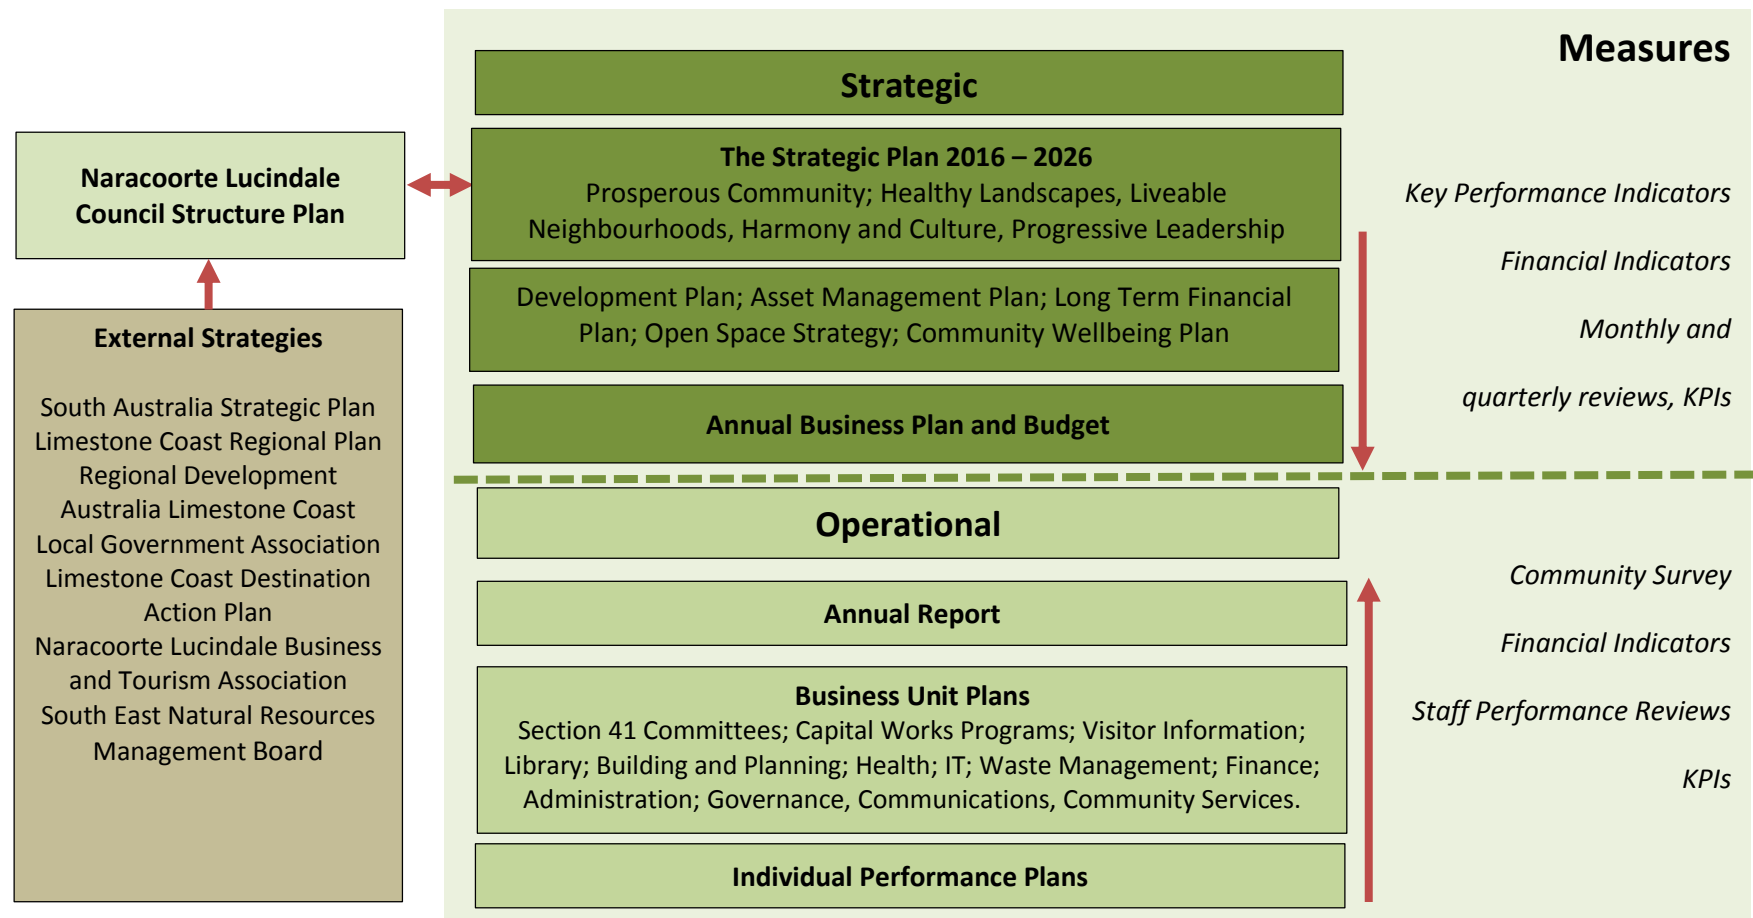 Measures
Strategic
The Strategic Plan 2016 – 2026
Prosperous Community; Healthy Landscapes, Liveable
Neighbourhoods, Harmony and Culture, Progressive Leadership
Development Plan; Asset Management Plan; Long Term Financial
Plan; Open Space Strategy; Community Wellbeing Plan
Annual Business Plan and Budget
Key Performance Indicators
Financial Indicators
Monthly and
quarterly reviews, KPIs
Naracoorte Lucindale
Council Structure Plan
External Strategies
South Australia Strategic Plan
Limestone Coast Regional Plan
Regional Development
Australia Limestone Coast
Local Government Association
Limestone Coast Destination
Action Plan
Naracoorte Lucindale Business
and Tourism Association
South East Natural Resources
Management Board
Operational
Annual Report
Business Unit Plans
Section 41 Committees; Capital Works Programs; Visitor Information;
Library; Building and Planning; Health; IT; Waste Management; Finance;
Administration; Governance, Communications, Community Services.
Individual Performance Plans
Community Survey
Financial Indicators
Staff Performance Reviews
KPIs